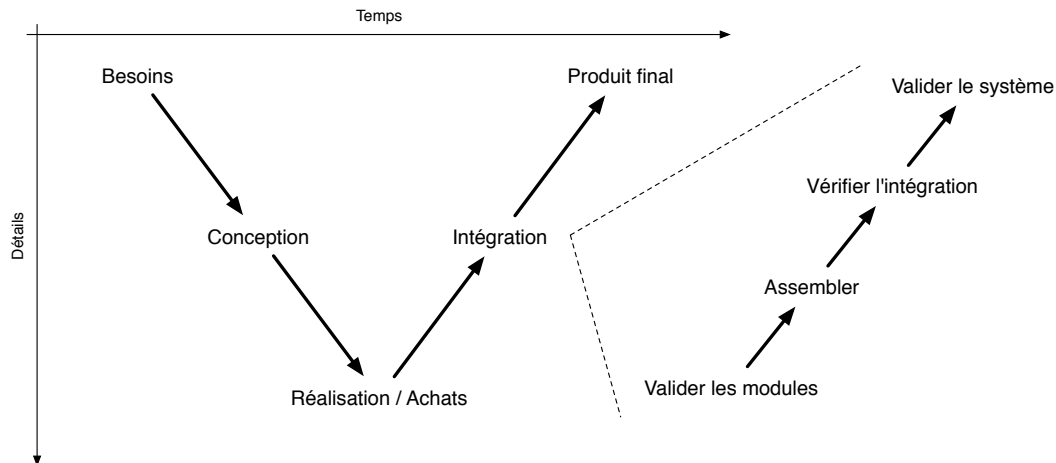 Temps
Besoins
Produit final
Valider le système
Vérifier l'intégration
Détails
Conception
Intégration
Assembler
Valider les modules
Réalisation / Achats